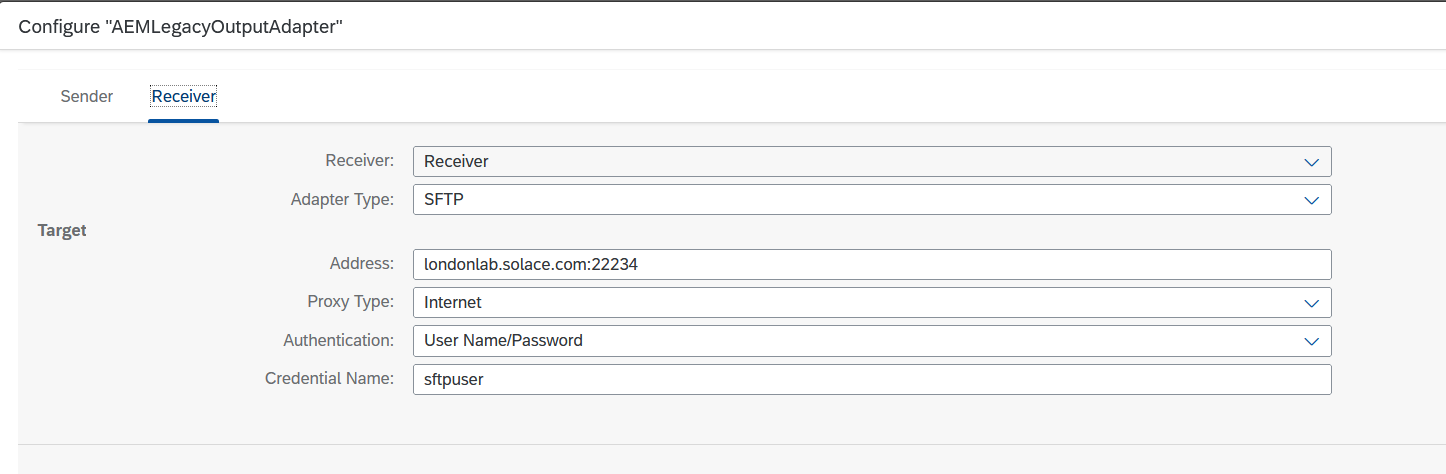 Configure "AEMLegacyOutputAdapter"
Sender Receiver
Receiver: Receiver
Adapter Type: SFTP
Target
Address: londonlab.solace.com:22234
Proxy Type: Internet
Authentication: User Name/Password
Credential Name: sftpuser